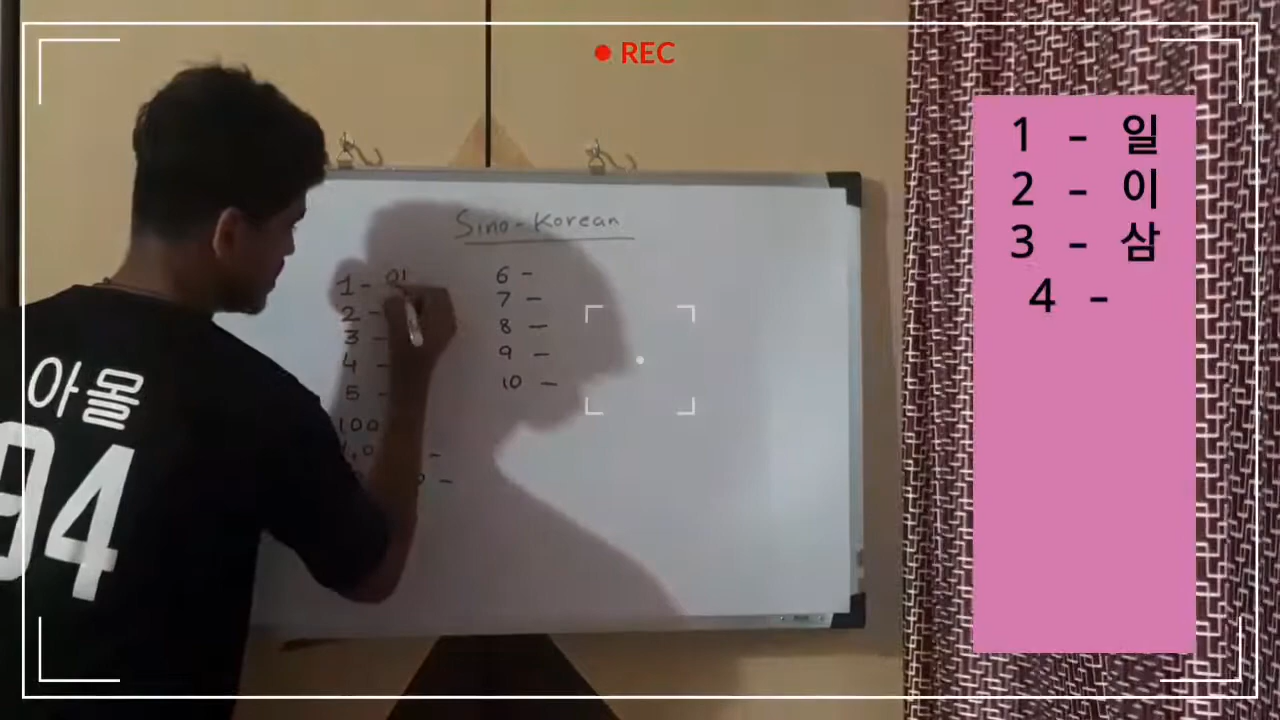 REC
Sino-Korean
1 - 이
2 -
3 -
4 -
5 -
100
6 -
7 -
8 -
9 -
10 -
아몰
94
1 - 일
2 - 이
3 - 삼
4 -